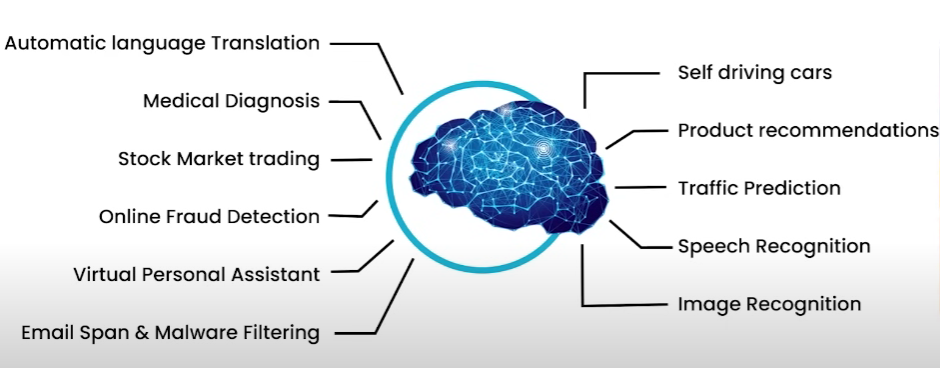 Automatic language Translation
Medical Diagnosis
Stock Market trading
Online Fraud Detection
Virtual Personal Assistant
Email Span & Malware Filtering
Self driving cars
Product recommendations
Traffic Prediction
Speech Recognition
Image Recognition